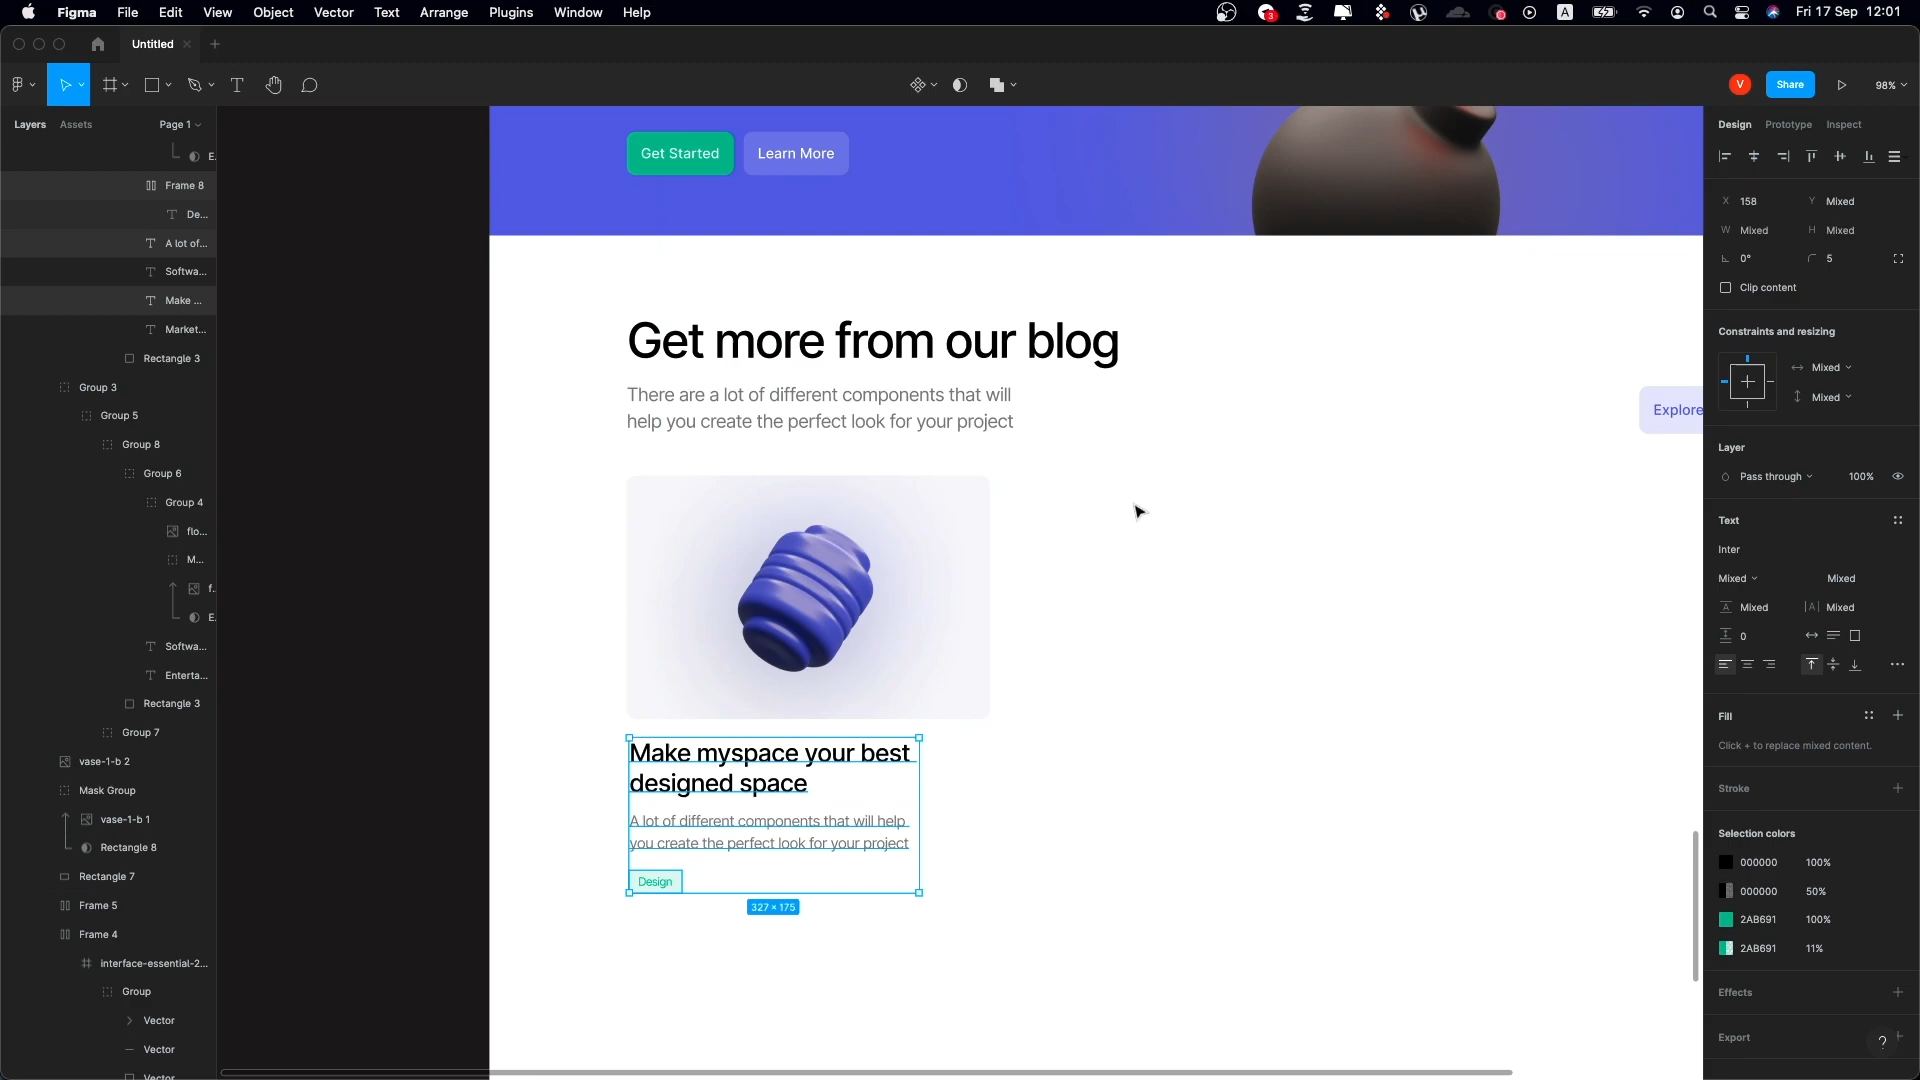 Figma File Edit View Object Vector Text Arrange Plugins Window Help
3 A Fri 17 Sep 12:01
Untitled
V Share 98%
Layers Assets Page 1
E.
Frame 8
De...
A lot of...
Softwa...
Make ...
Market...
Rectangle 3
Group 3
Group 5
Group 8
Group 6
Group 4
flo...
M...
f.
E.
Softwa...
Enterta...
Rectangle 3
Group 7
vase-1-b 2
Mask Group
vase-1-b 1
Rectangle 8
Rectangle 7
Frame 5
Frame 4
interface-essential-2...
Group
Vector
Vector
Vector
Get Started Learn More
Get more from our blog
There are a lot of different components that will
help you create the perfect look for your project
Explore
Make myspace your best
designed space
A lot of different components that will help
you create the perfect look for your project
Design
327 × 175
Design Prototype Inspect
X 158 Y Mixed
W Mixed H Mixed
0° 5
Clip content
Constraints and resizing
Mixed
Mixed
Layer
Pass through 100%
Text
Inter
Mixed Mixed
A Mixed |A| Mixed
0
Fill
Click + to replace mixed content.
Stroke
Selection colors
000000 100%
000000 50%
2AB691 100%
2AB691 11%
Effects
Export
?